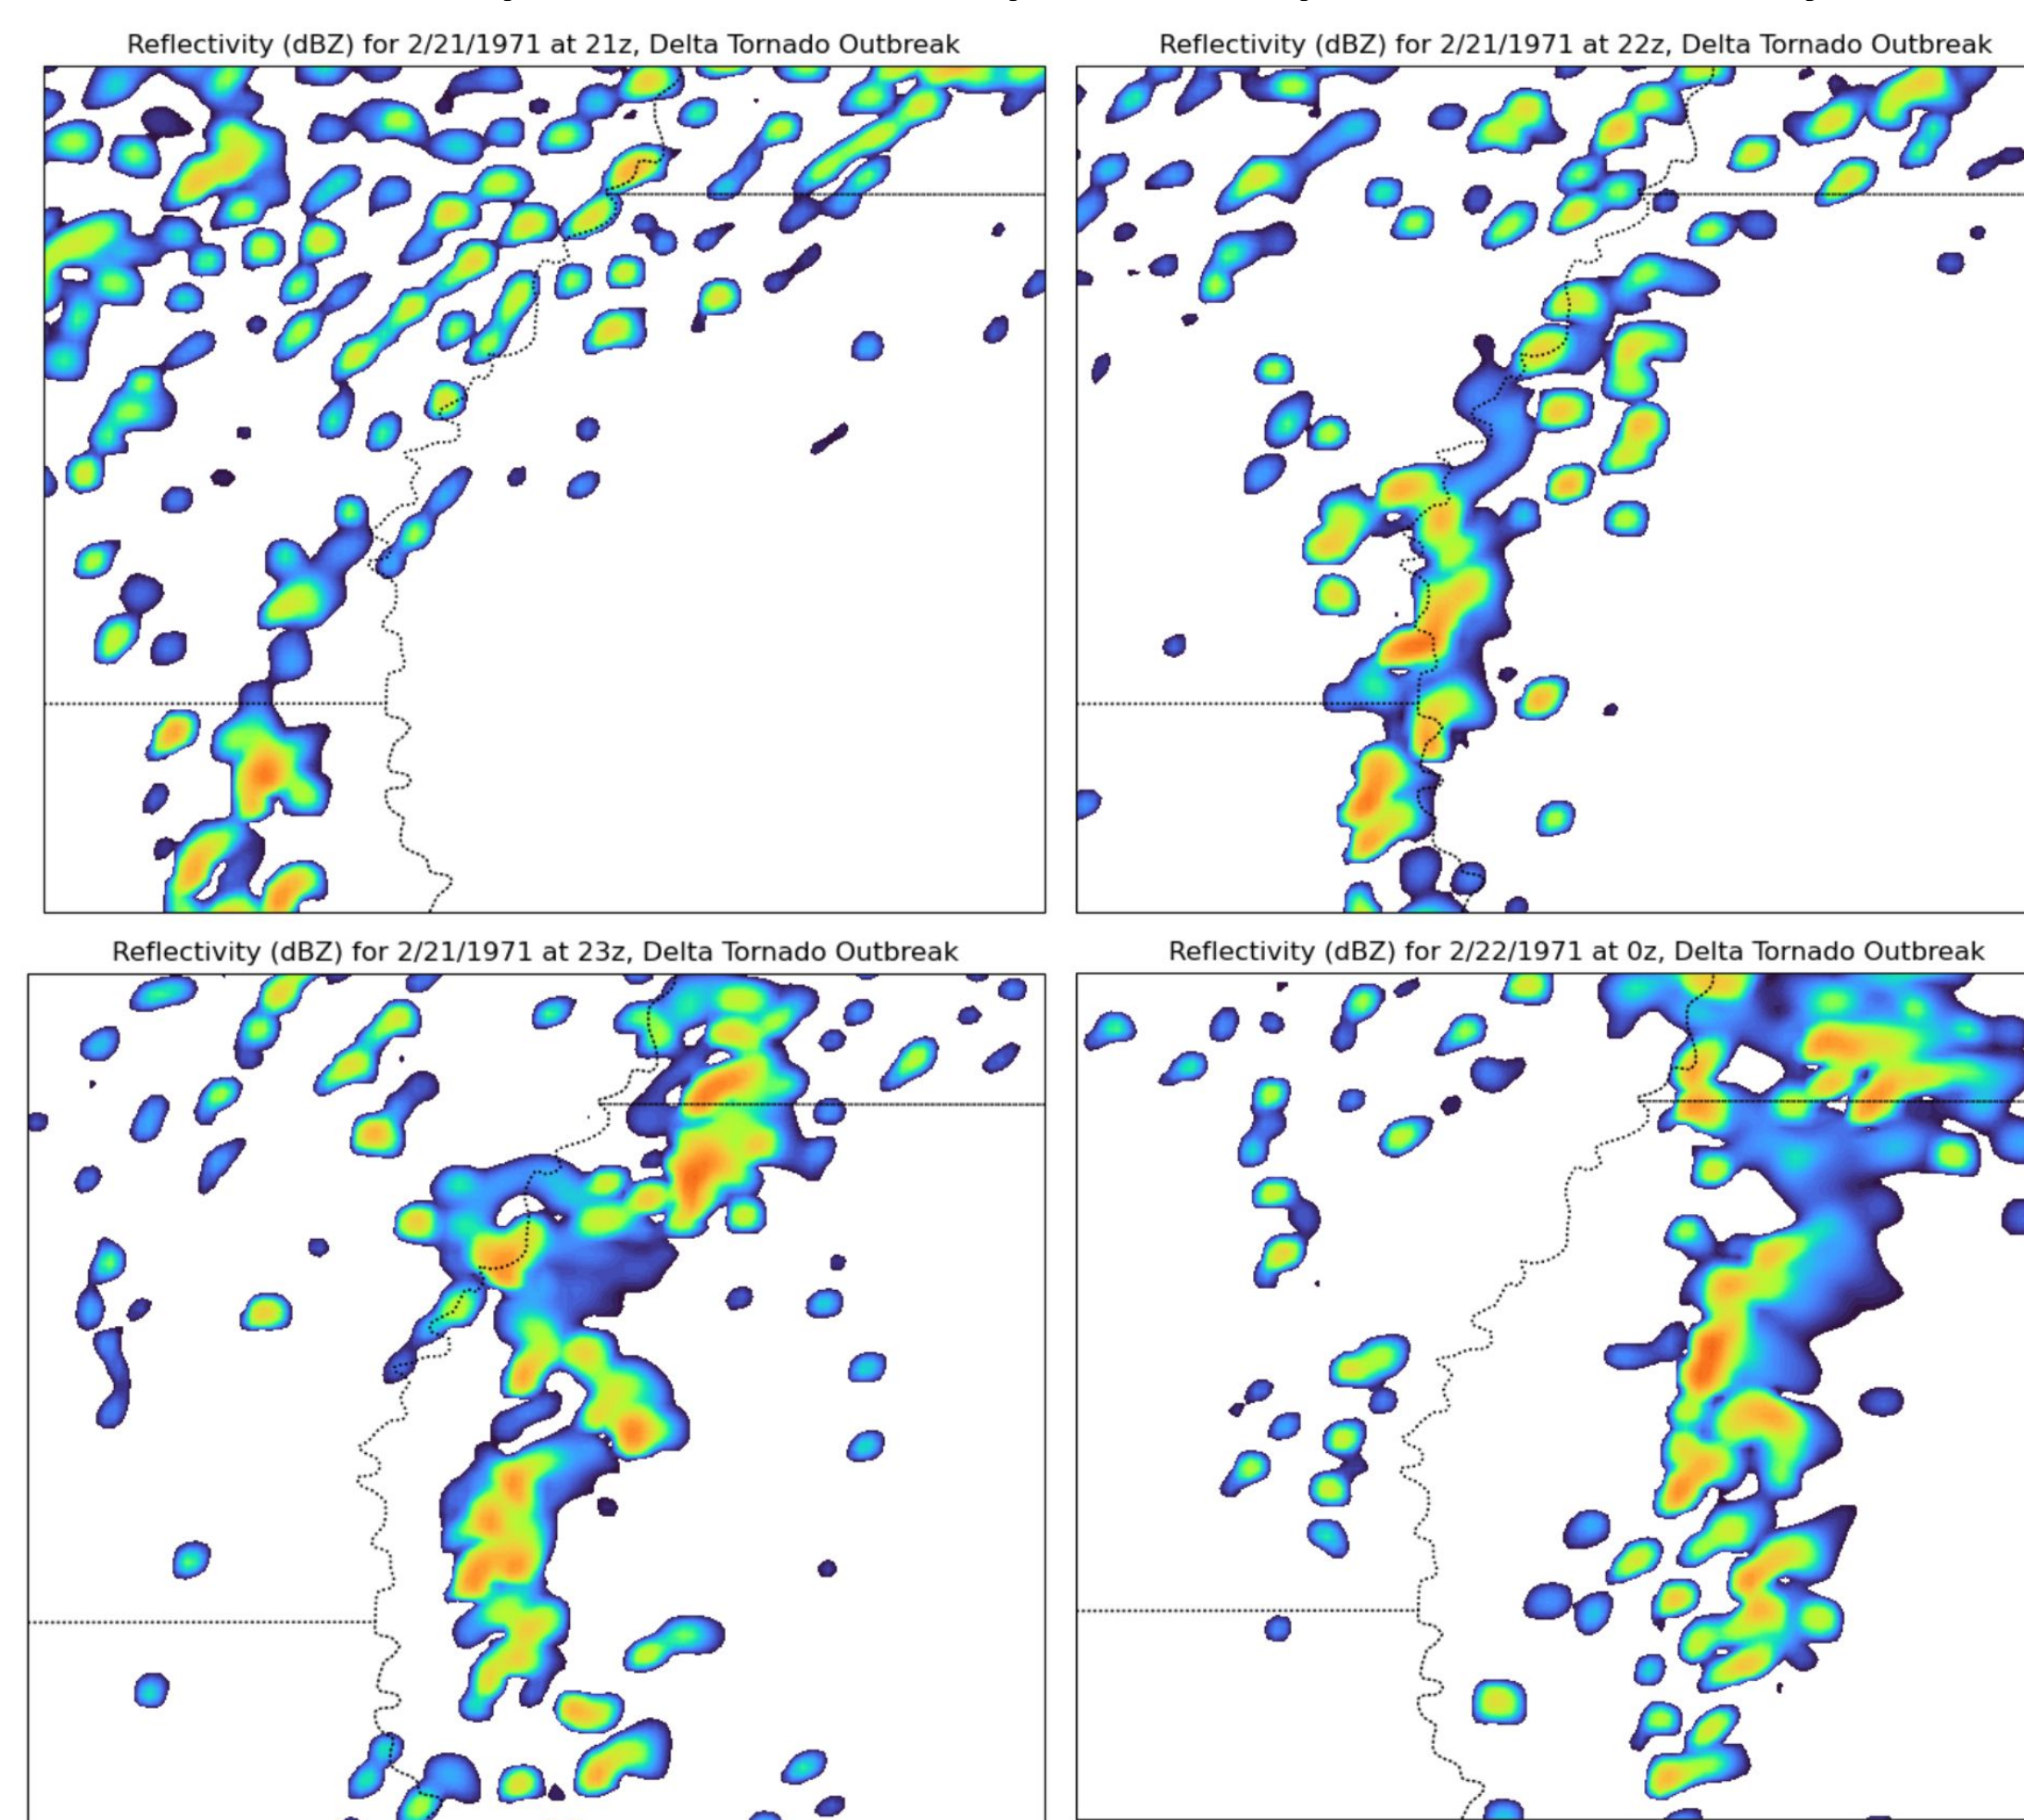 Reflectivity (dBZ) for 2/21/1971 at 21z, Delta Tornado Outbreak
Reflectivity (dBZ) for 2/21/1971 at 22z, Delta Tornado Outbreak
Reflectivity (dBZ) for 2/21/1971 at 23z, Delta Tornado Outbreak
Reflectivity (dBZ) for 2/22/1971 at 0z, Delta Tornado Outbreak